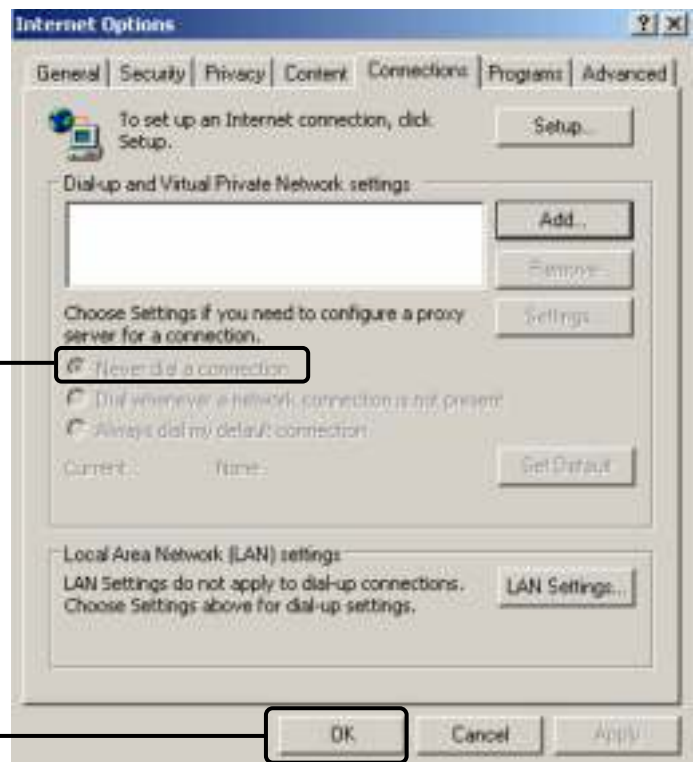 Internet Options
General Security Privacy Content Connections Programs Advanced
To set up an Internet connection, click
Setup.
Setup...
Dial-up and Virtual Private Network settings
Add...
Remove
Choose Settings if you need to configure a proxy
server for a connection.
Settings...
Never dial a connection
Dial whenever a network connection is not present
Always dial my default connection
Current: None
Set Default
Local Area Network (LAN) settings
LAN Settings do not apply to dial-up connections.
Choose Settings above for dial-up settings.
LAN Settings...
OK Cancel Apply